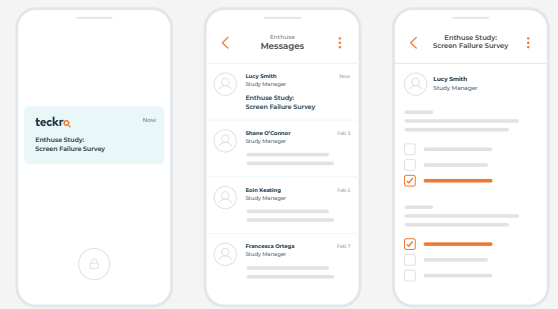 teckro
Now
Enthuse Study:
Screen Failure Survey
Enthuse
Messages
Lucy Smith
Now
Study Manager
Enthuse Study:
Screen Failure Survey
Shane O'Connor
Feb 3
Study Manager
Eoin Keating
Feb 5
Study Manager
Francesca Ortega
Feb 7
Study Manager
Enthuse Study:
Screen Failure Survey
Lucy Smith
Study Manager